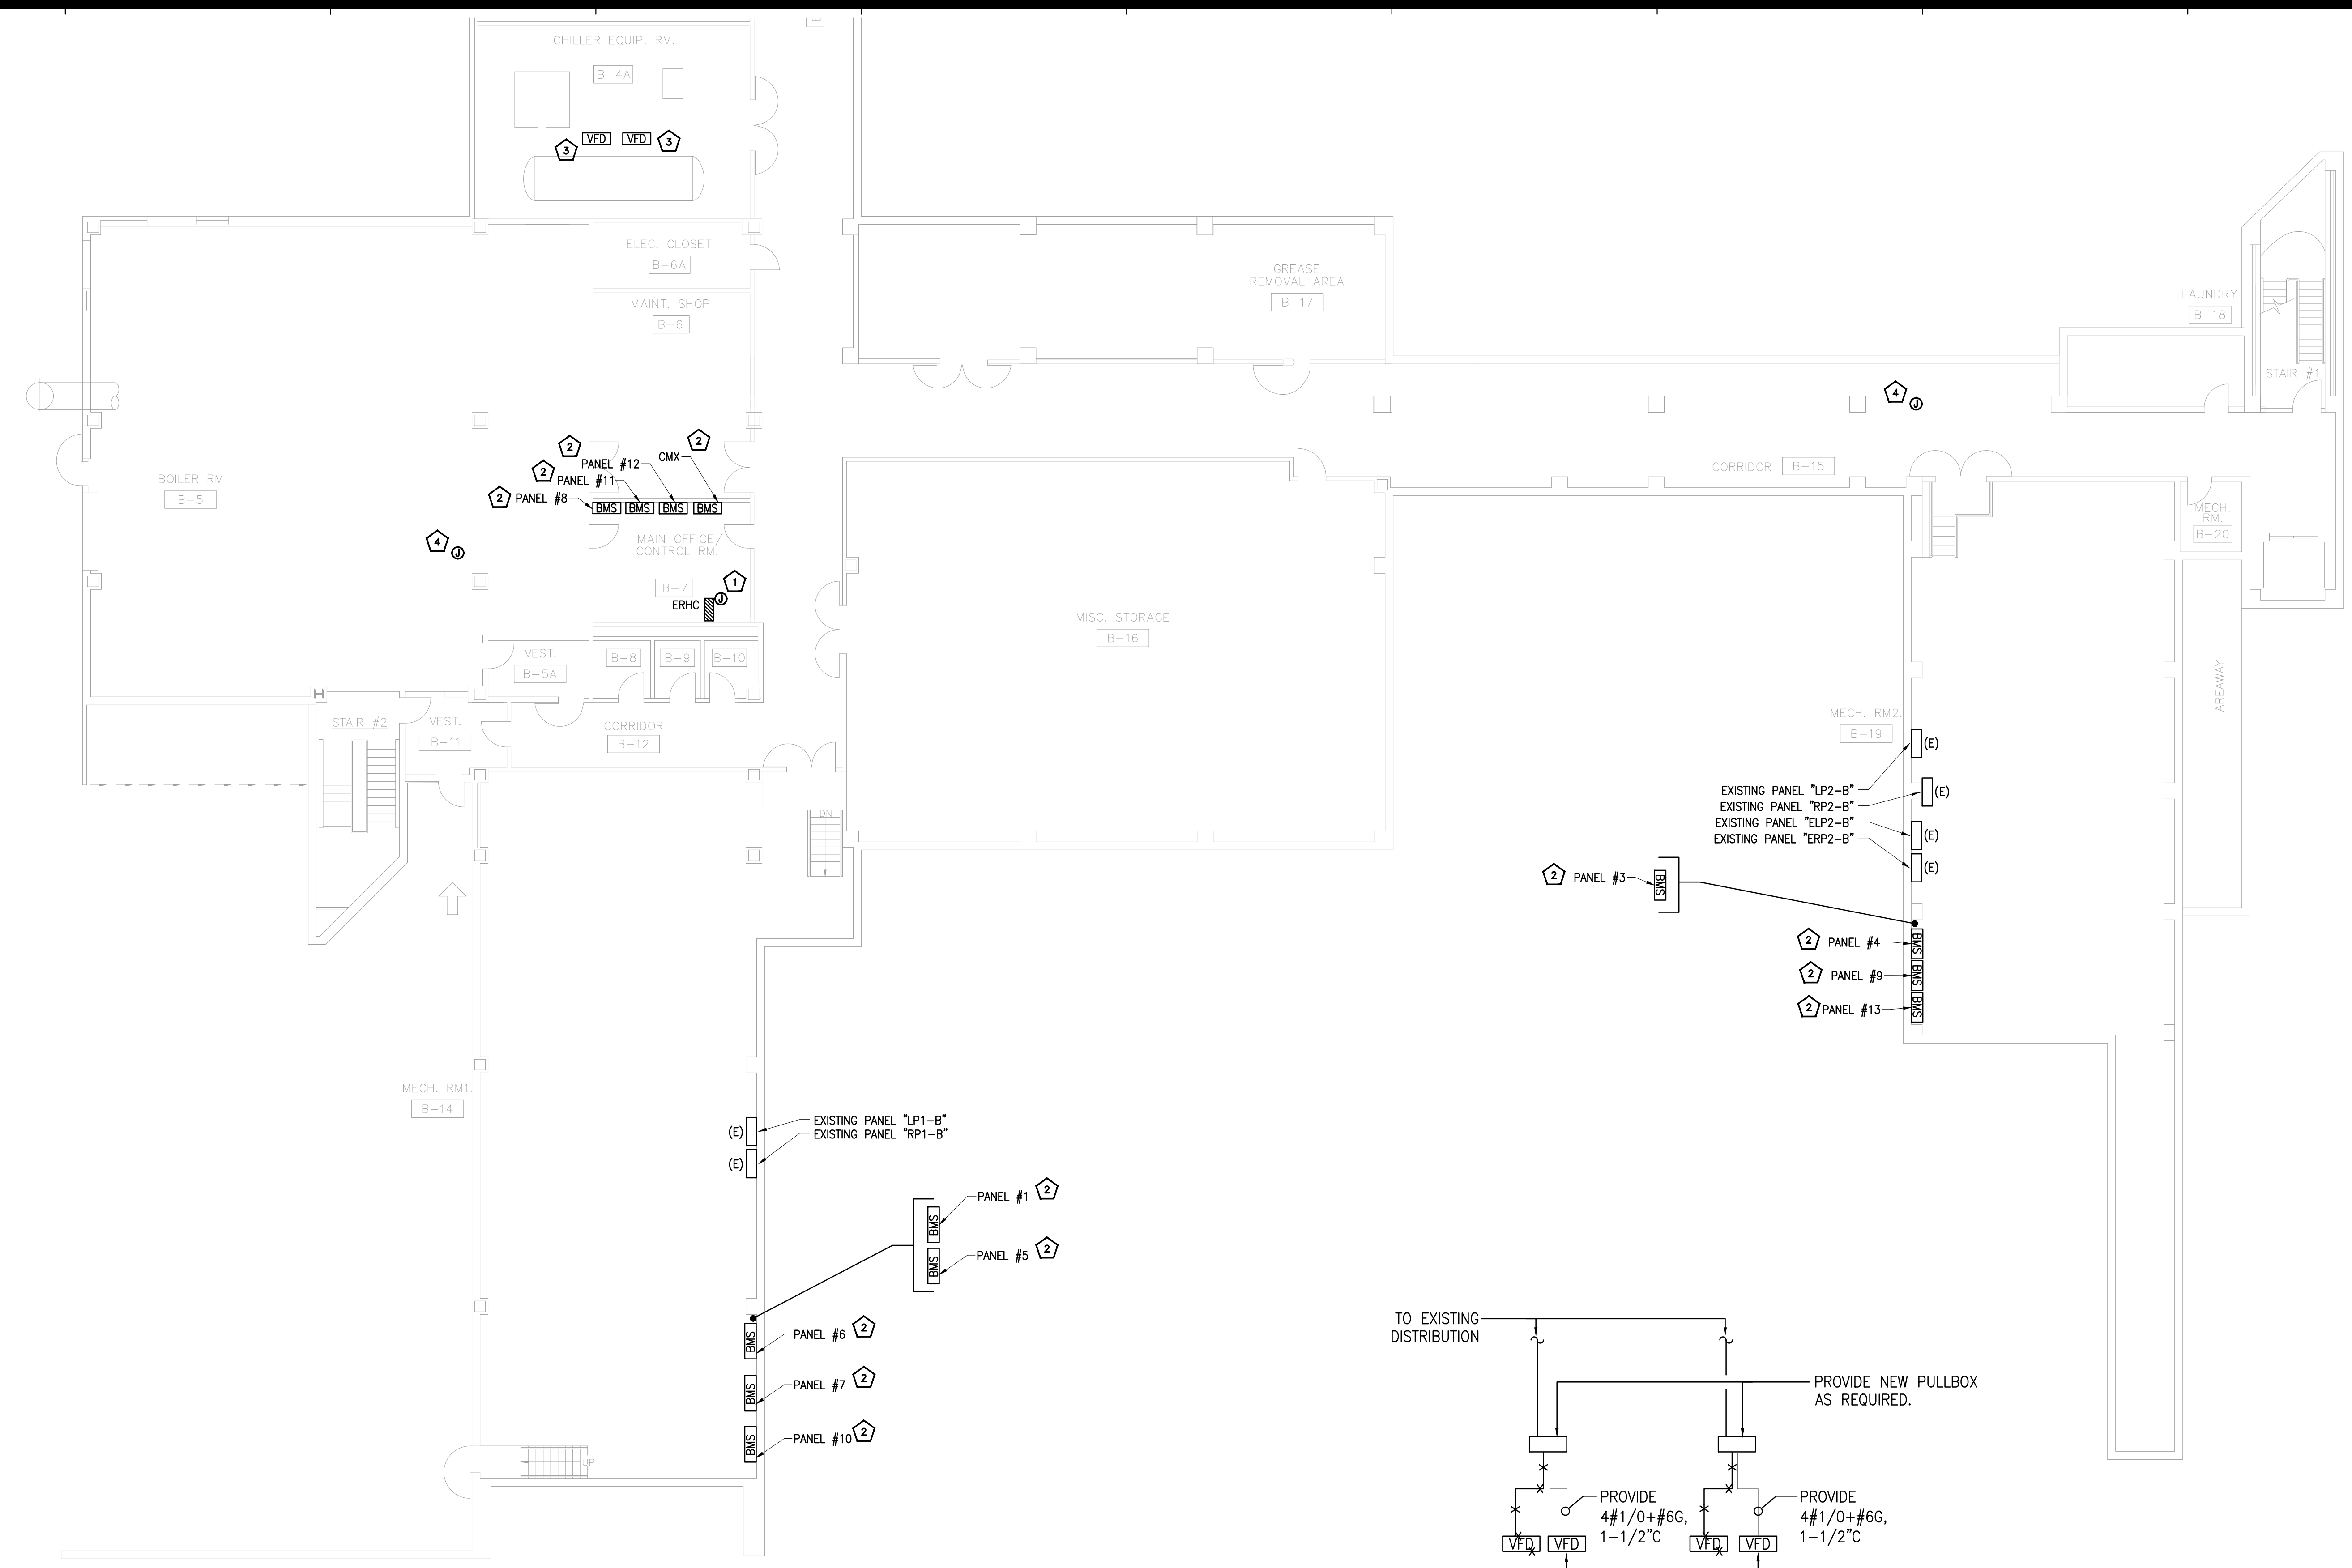 CHILLER EQUIP. RM.
B-4A
VFD
VFD
3
3
ELEC. CLOSET
B-6A
MAINT. SHOP
B-6
GREASE
REMOVAL AREA
B-17
LAUNDRY
B-18
STAIR #1
4
J
2
2
CMX
PANEL #12
2
PANEL #11
2
PANEL #8
BMS
BMS
BMS
BMS
BOILER RM
B-5
CORRIDOR
B-15
MECH.
RM.
B-20
4
J
MAIN OFFICE/
CONTROL RM.
B-7
1
J
ERHC
MISC. STORAGE
B-16
VEST.
B-5A
B-8
B-9
B-10
AREAWAY
STAIR #2
VEST.
B-11
CORRIDOR
B-12
MECH. RM2.
B-19
(E)
EXISTING PANEL "LP2-B"
(E)
EXISTING PANEL "RP2-B"
EXISTING PANEL "ELP2-B"
(E)
EXISTING PANEL "ERP2-B"
(E)
DN
2
PANEL #3
BMS
2
PANEL #4
BMS
2
PANEL #9
BMS
2
PANEL #13
BMS
MECH. RM1.
B-14
(E)
EXISTING PANEL "LP1-B"
EXISTING PANEL "RP1-B"
(E)
BMS
PANEL #1
2
BMS
PANEL #5
2
BMS
PANEL #6
2
BMS
PANEL #7
2
BMS
PANEL #10
2
UP
TO EXISTING
DISTRIBUTION
PROVIDE NEW PULLBOX
AS REQUIRED.
PROVIDE
4#1/0+#6G,
1-1/2"C
PROVIDE
4#1/0+#6G,
1-1/2"C
VFD
VFD
VFD
VFD